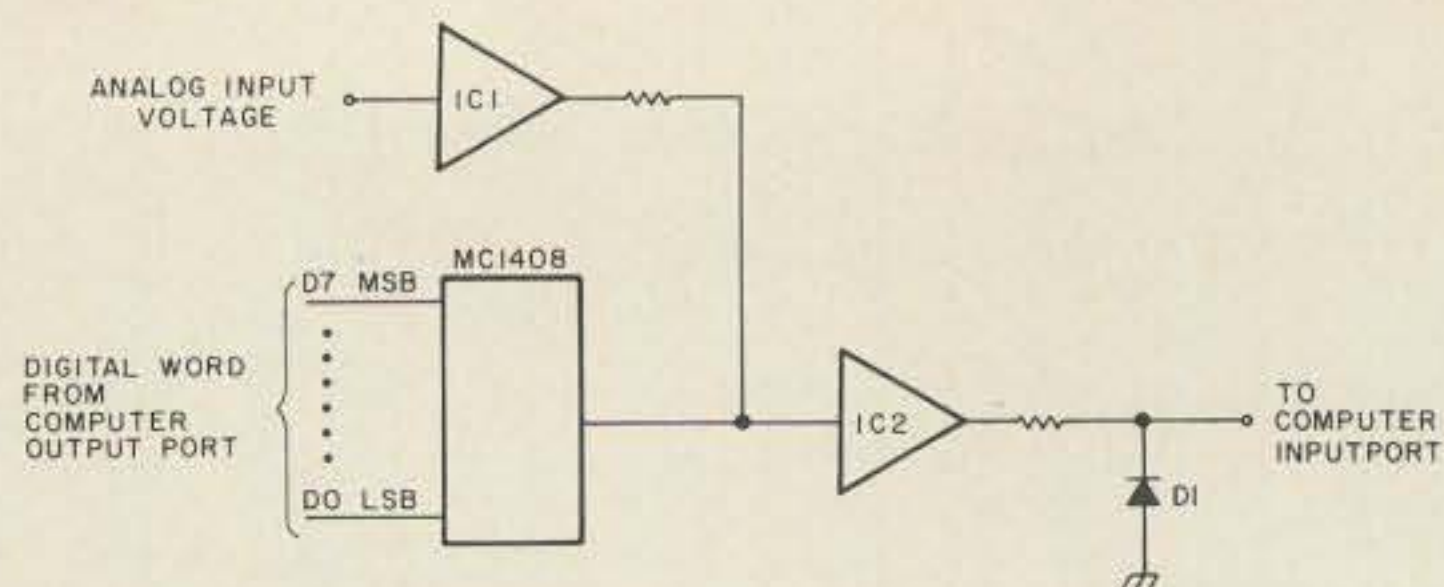 ANALOG INPUT
VOLTAGE
IC1
MC1408
D7 MSB
DIGITAL WORD
FROM
COMPUTER
OUTPUT PORT
D0 LSB
IC2
TO
COMPUTER
INPUTPORT
D1